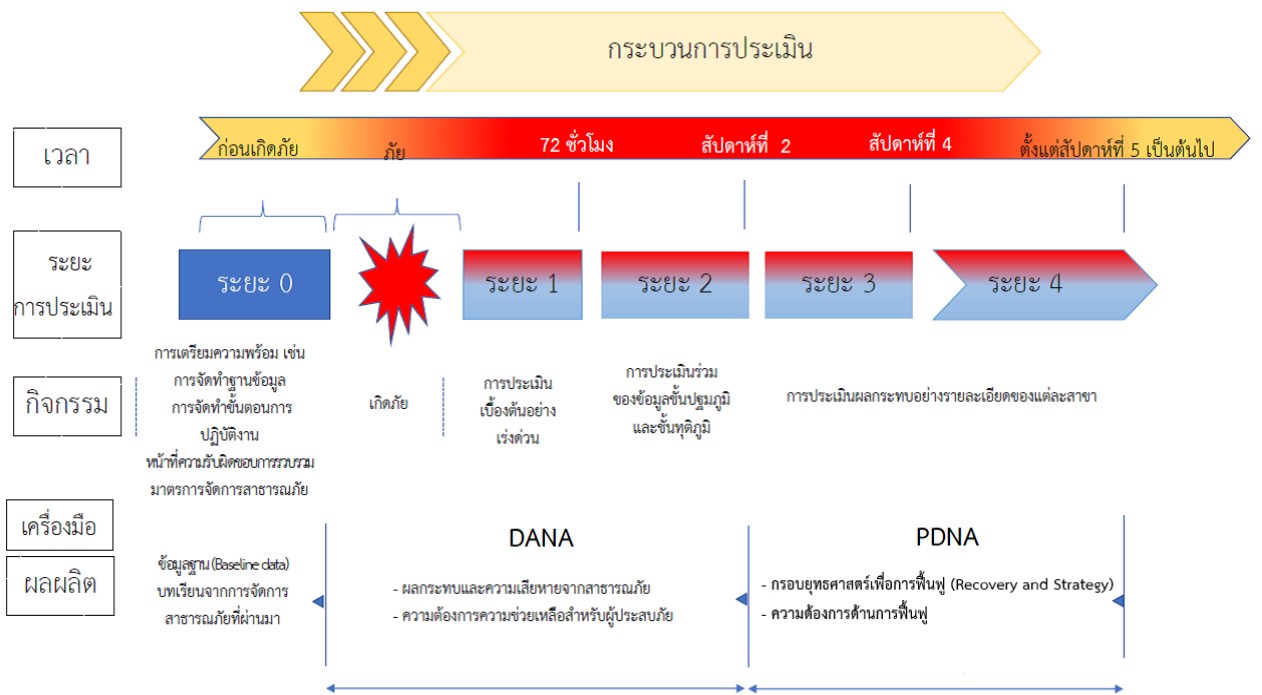 กระบวนการประเมิน
เวลา
ก่อนเกิดภัย
ภัย
72 ชั่วโมง
สัปดาห์ที่ 2
สัปดาห์ที่ 4
ตั้งแต่สัปดาห์ที่ 5 เป็นต้นไป
ระยะ
การประเมิน
ระยะ 0
ระยะ 1
ระยะ 2
ระยะ 3
ระยะ 4
กิจกรรม
การเตรียมความพร้อม เช่น
การจัดทำฐานข้อมูล
การจัดทำขั้นตอนการ
ปฏิบัติงาน
หน้าที่ความรับผิดขอบการรวบรวม
มาตรการจัดการสาธารณภัย
เกิดภัย
การประเมิน
เบื้องต้นอย่าง
เร่งด่วน
การประเมินร่วม
ของข้อมูลขั้นปฐมภูมิ
และขั้นทุติภูมิ
การประเมินผลกระทบอย่างรายละเอียดของแต่ละสาขา
เครื่องมือ
DANA
PDNA
ผลผลิต
ข้อมูลฐาน (Baseline data)
บทเรียนจากการจัดการ
สาธารณภัยที่ผ่านมา
- ผลกระทบและความเสียหายจากสาธารณภัย
- ความต้องการความช่วยเหลือสำหรับผู้ประสบภัย
- กรอบยุทธศาสตร์เพื่อการฟื้นฟู (Recovery and Strategy)
- ความต้องการด้านการฟื้นฟู